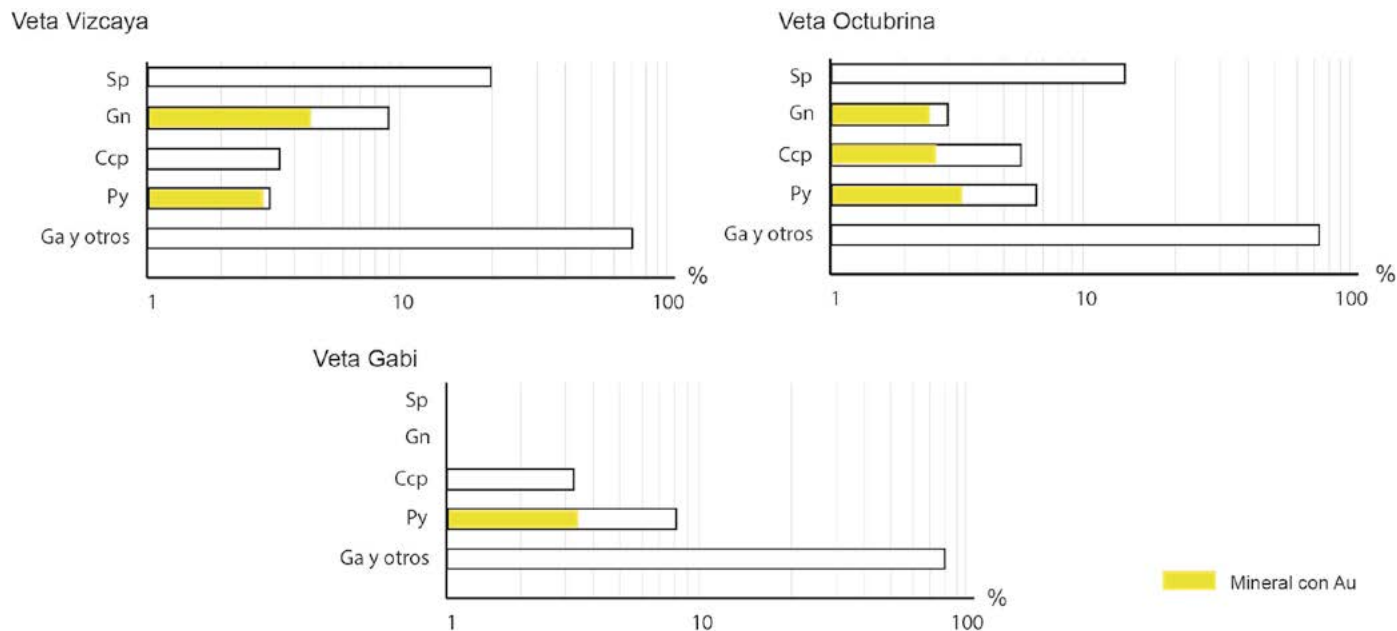 Veta Vizcaya
Sp
Gn
Ccp
Py
Ga y otros
%
1 10 100
Veta Octubrina
Sp
Gn
Ccp
Py
Ga y otros
%
1 10 100
Veta Gabi
Sp
Gn
Ccp
Py
Ga y otros
%
1 10 100
Mineral con Au